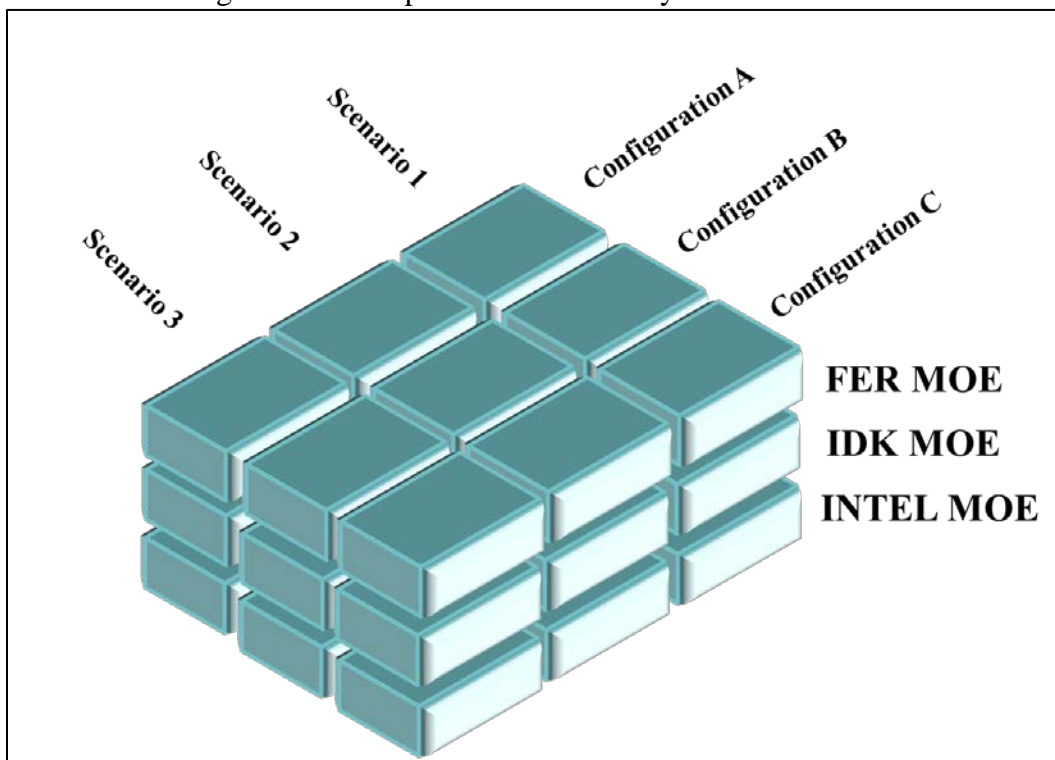 Scenario 1
Scenario 2
Scenario 3
Configuration A
Configuration B
Configuration C
FER MOE
IDK MOE
INTEL MOE